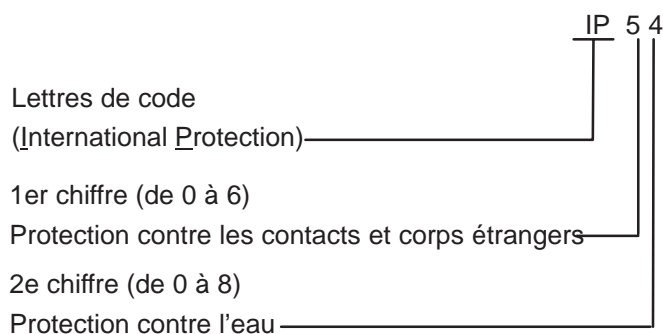 IP 5 4
Lettres de code
(International Protection)
1er chiffre (de 0 à 6)
Protection contre les contacts et corps étrangers
2e chiffre (de 0 à 8)
Protection contre l'eau